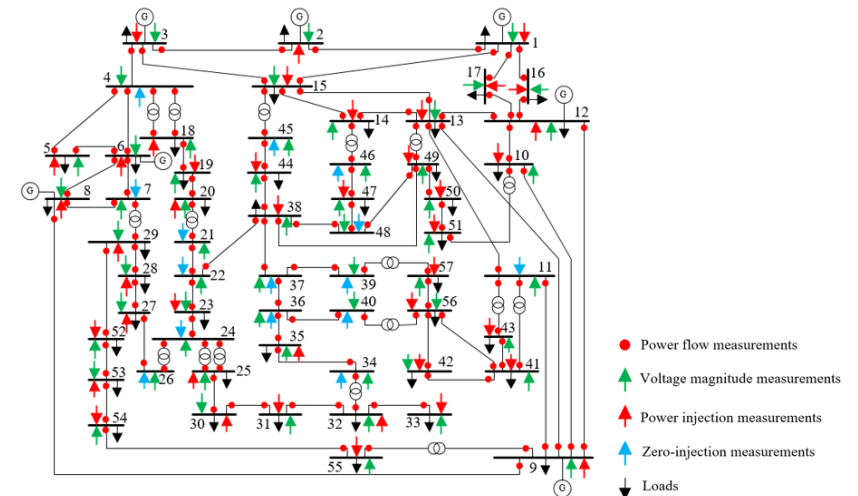 G G G
3 2 1
4 15 17 16
G
12
18 45 14 13
5 6 G
19 44 46 49 10
G 8 7 20 47 50
38
48 51
29 21
28 22 37 39 57 11
27 23 36 40 56
52 24 35 43
53 26 25 34 42 41
54
30 31 32 33
55 9
G
Power flow measurements
Voltage magnitude measurements
Power injection measurements
Zero-injection measurements
Loads